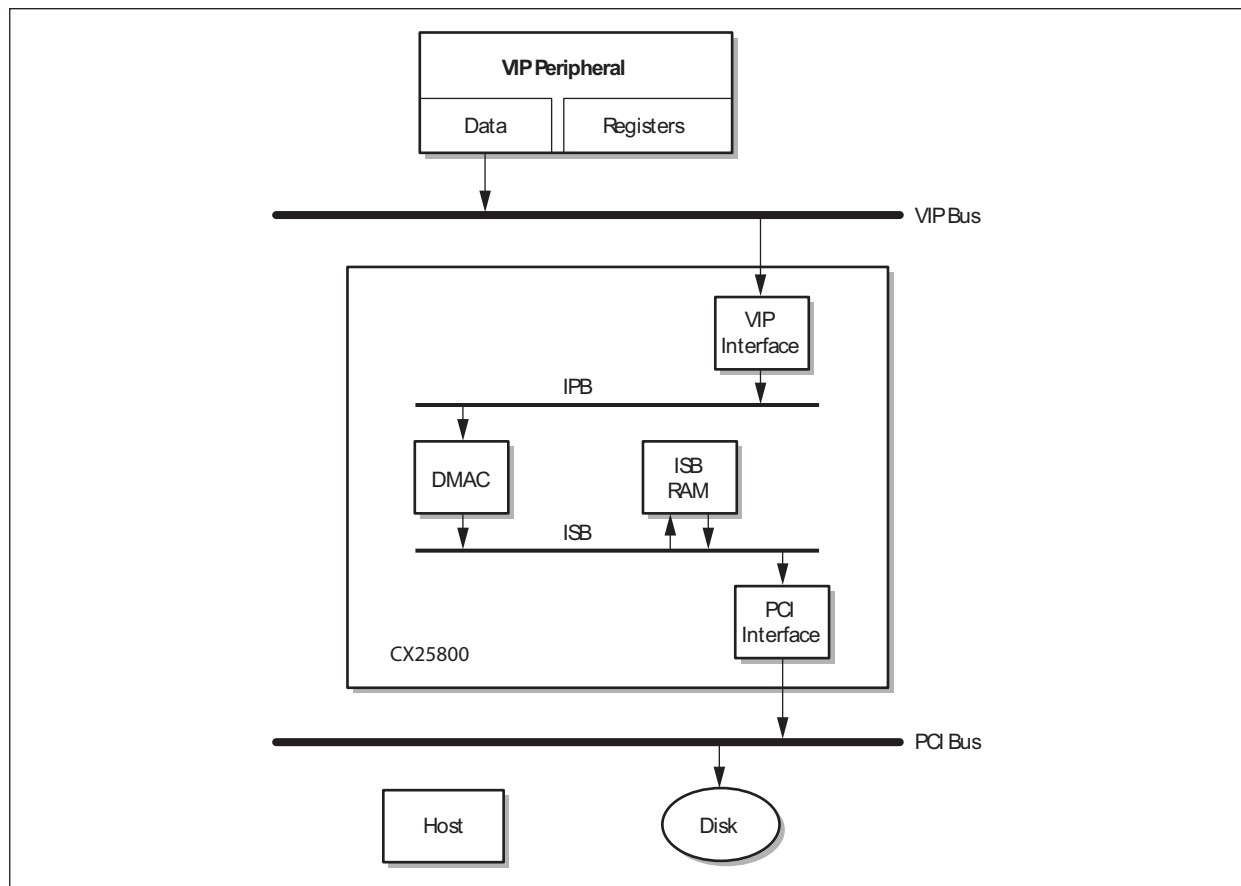 VIP Peripheral
Data
Registers
VIP Bus
VIP
Interface
IPB
DMAC
ISB
RAM
ISB
PCI
Interface
CX25800
PCI Bus
Host
Disk